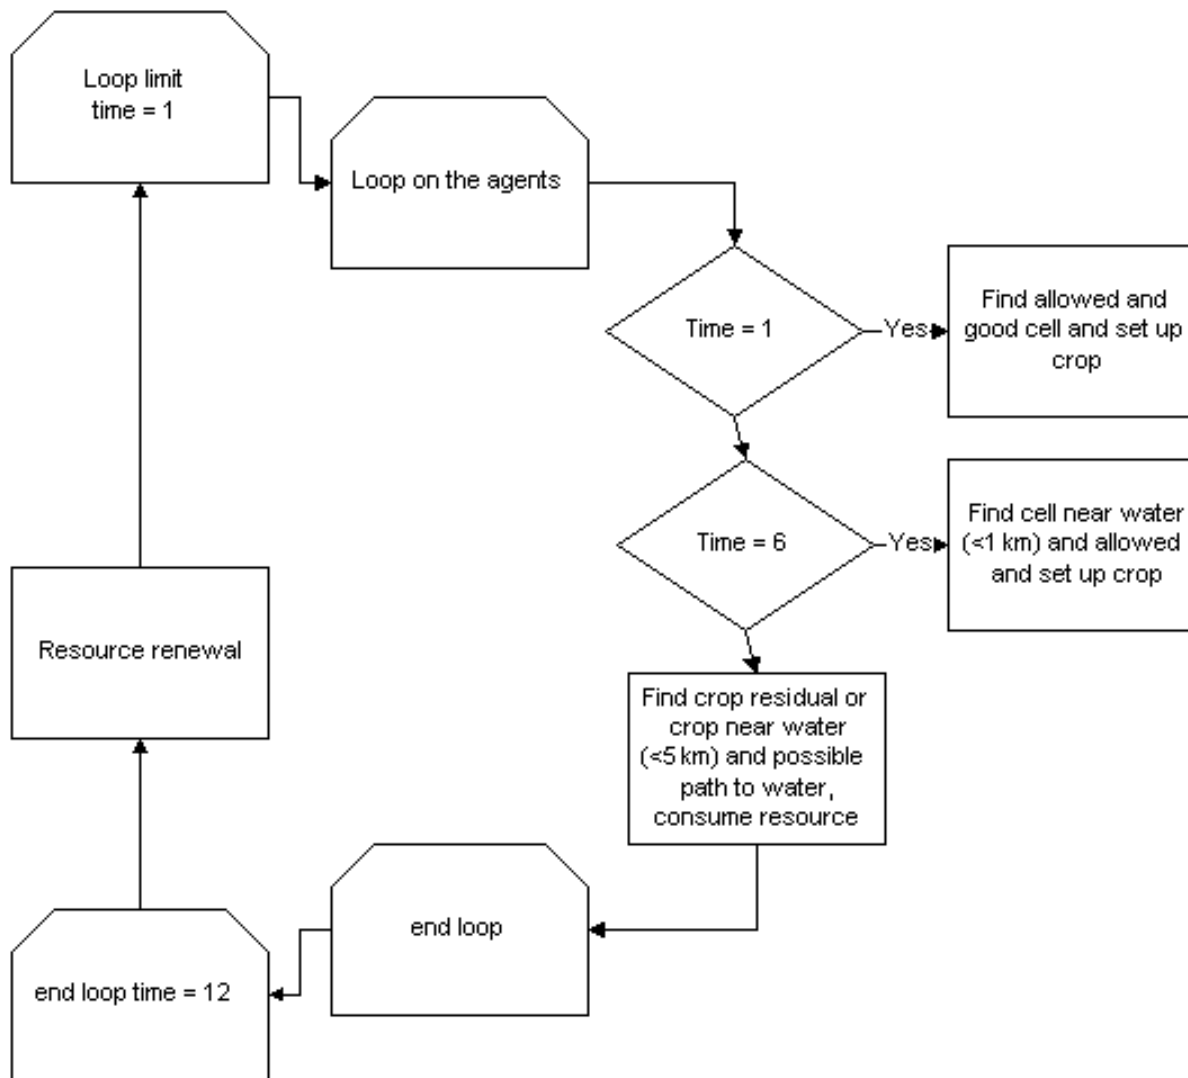 Loop limit
time = 1
Loop on the agents
Time = 1
Yes
Find allowed and
good cell and set up
crop
Time = 6
Yes
Find cell near water
(<1 km) and allowed
and set up crop
Resource renewal
Find crop residual or
crop near water
(<5 km) and possible
path to water,
consume resource
end loop
end loop time = 12